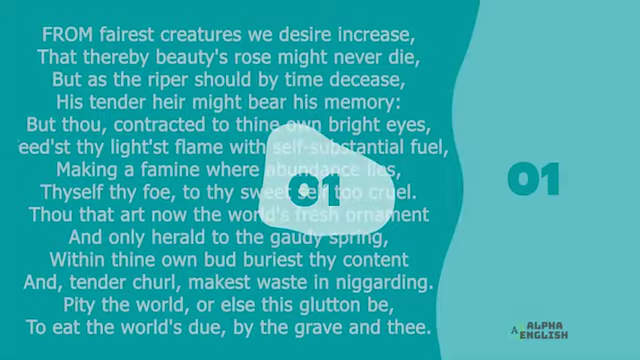 FROM fairest creatures we desire increase,
That thereby beauty's rose might never die,
But as the riper should by time decease,
His tender heir might bear his memory:
But thou, contracted to thine own bright eyes,
eed'st thy light'st flame with self-substantial fuel,
Making a famine where abundance lies,
Thyself thy foe, to thy sweet self too cruel.
Thou that art now the world's fresh ornament
And only herald to the gaudy spring,
Within thine own bud buriest thy content
And, tender churl, makest waste in niggarding.
Pity the world, or else this glutton be,
To eat the world's due, by the grave and thee.
01
01
ALPHA
ENGLISH